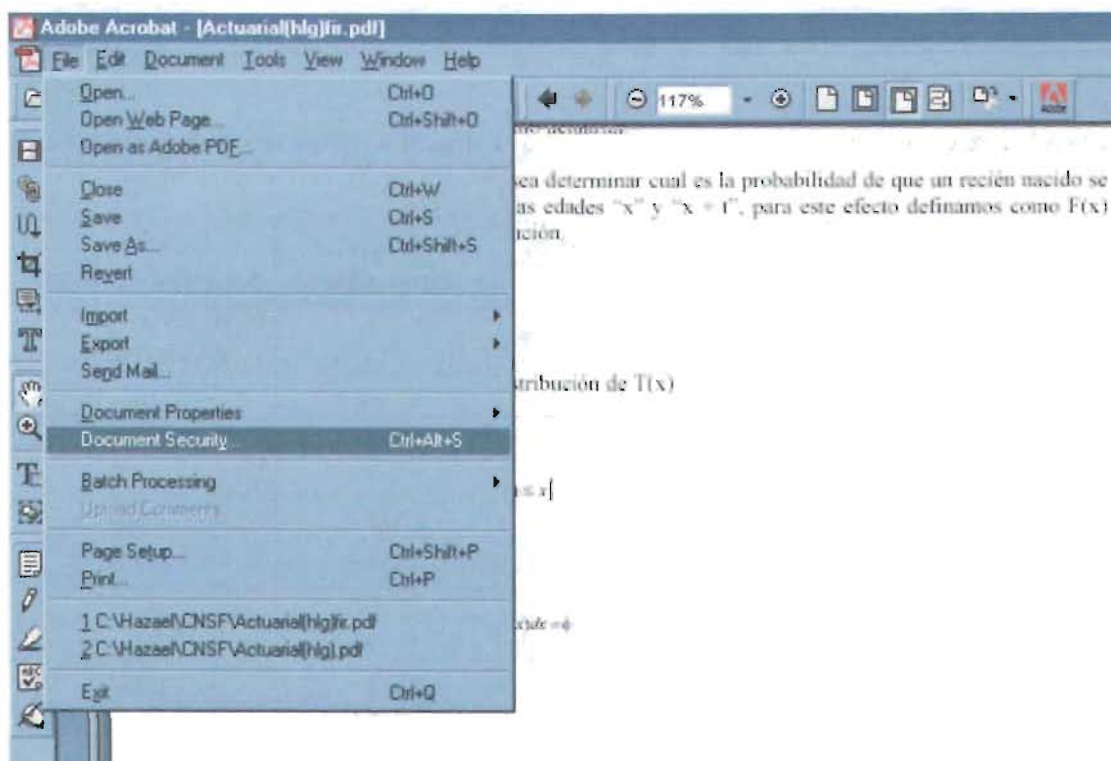 Adobe Acrobat - [Actuarial(hlg)fir.pdf]
File Edit Document Tools View Window Help
117%
Open... Ctrl+O
Open Web Page... Ctrl+Shift+O
Open as Adobe PDF...
Close Ctrl+W
Save Ctrl+S
Save As... Ctrl+Shift+S
Revert
Import
Export
Send Mail...
Document Properties
Document Security... Ctrl+Alt+S
Batch Processing
Upload Comments
Page Setup... Ctrl+Shift+P
Print... Ctrl+P
1 C:\Hazael\CNSF\Actuarial(hlg)fir.pdf
2 C:\Hazael\CNSF\Actuarial(hlg).pdf
Exit Ctrl+Q
sea determinar cual es la probabilidad de que un recién nacido se
as edades "x" y "x + t", para este efecto definamos como F(x)
ución.
stribución de T(x)
≤ x